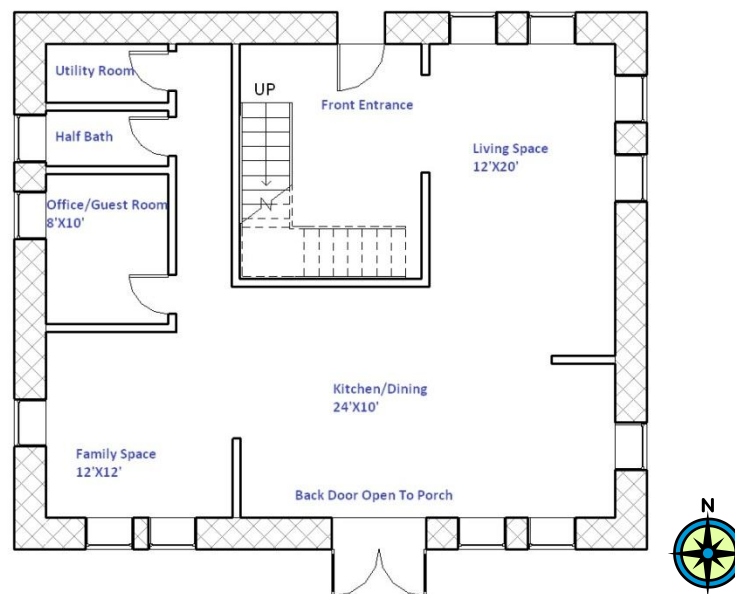 Utility Room
UP
Front Entrance
Half Bath
Living Space
12'X20'
Office/Guest Room
8'X10'
Kitchen/Dining
24'X10'
Family Space
12'X12'
Back Door Open To Porch
N